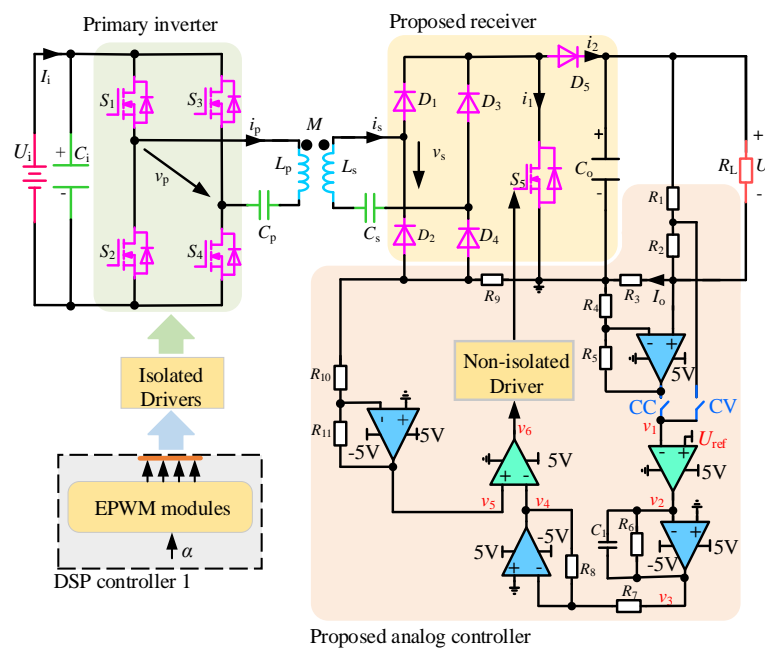 Primary inverter
Proposed receiver
I_i
S_1
S_3
i_p
M
i_s
D_1
D_3
i_1
i_2
D_5
U_i
+
C_i
-
v_p
L_p
L_s
v_s
S_5
+
C_o
-
R_1
R_L
+
U
-
S_2
S_4
C_p
C_s
D_2
D_4
R_2
R_9
R_3
I_o
R_4
R_5
- +
5V
Isolated
Drivers
Non-isolated
Driver
R_10
R_11
- +
-5V
5V
CC
CV
v_1
U_ref
v_6
- +
5V
+ -
5V
v_5
v_4
v_2
EPWM modules
α
DSP controller 1
5V
-5V
+ -
R_8
C_1
R_6
- +
-5V
5V
R_7
v_3
Proposed analog controller